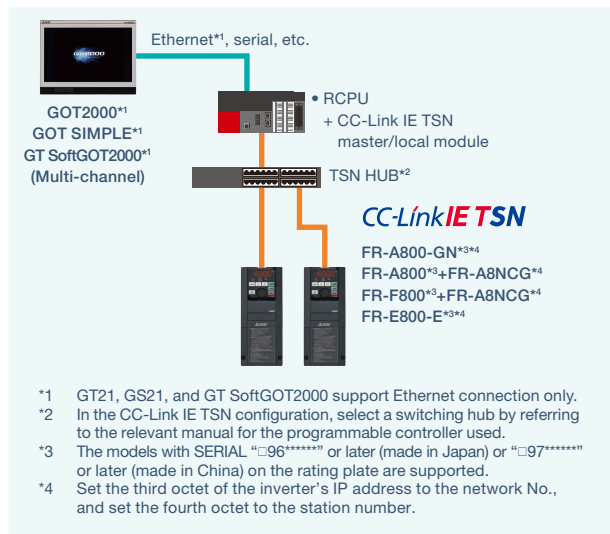 Ethernet*1, serial, etc.
GOT2000*1
GOT SIMPLE*1
GT SoftGOT2000*1
(Multi-channel)
• RCPU
+ CC-Link IE TSN
master/local module
TSN HUB*2
CC-Link IE TSN
FR-A800-GN*3*4
FR-A800*3+FR-A8NCG*4
FR-F800*3+FR-A8NCG*4
FR-E800-E*3*4
*1 GT21, GS21, and GT SoftGOT2000 support Ethernet connection only.
*2 In the CC-Link IE TSN configuration, select a switching hub by referring
to the relevant manual for the programmable controller used.
*3 The models with SERIAL “□96******” or later (made in Japan) or “□97******”
or later (made in China) on the rating plate are supported.
*4 Set the third octet of the inverter’s IP address to the network No.,
and set the fourth octet to the station number.